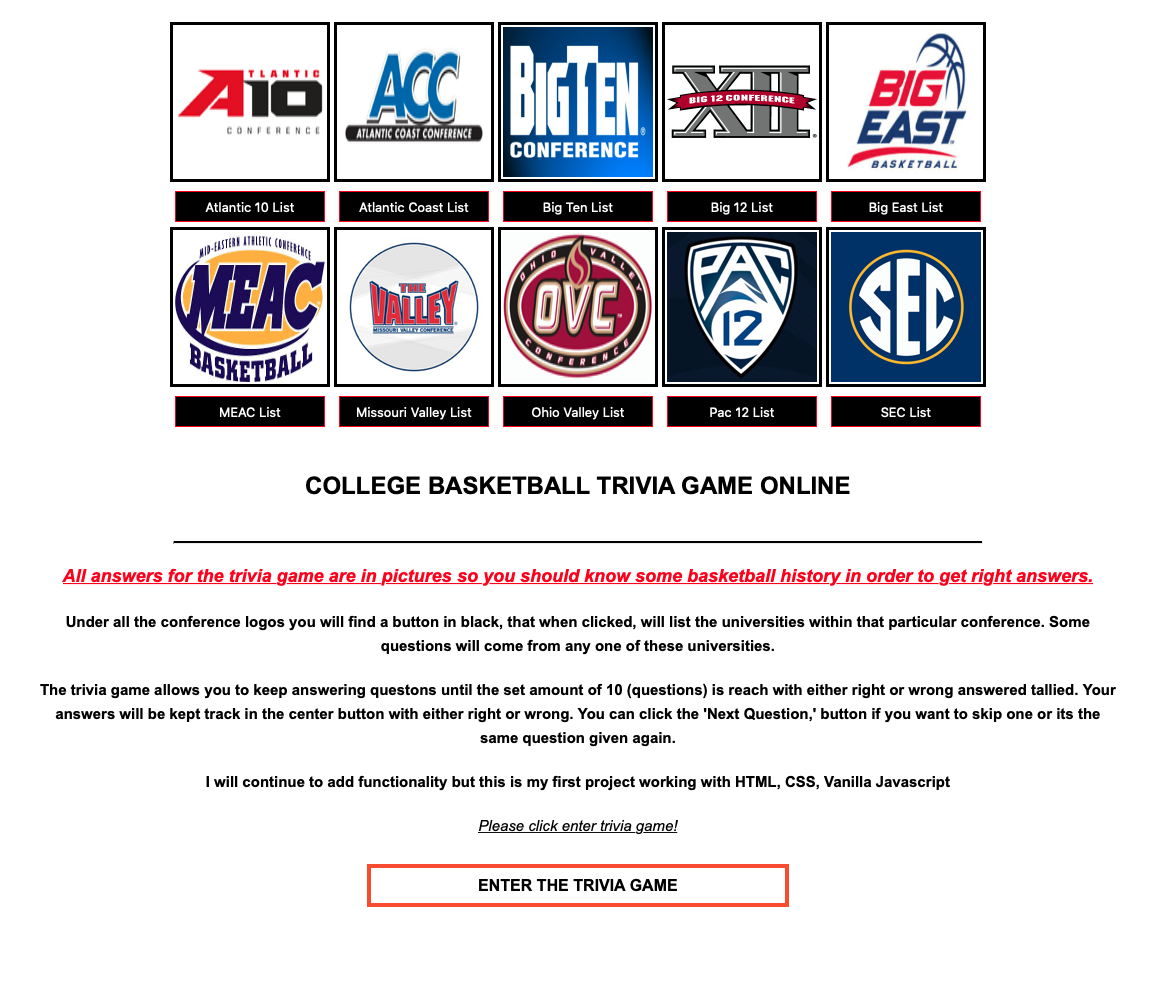 ATLANTIC
A10
CONFERENCE
ACC
ATLANTIC COAST CONFERENCE
BIG TEN
®
CONFERENCE
XII
BIG 12 CONFERENCE
®
BIG
EAST
BASKETBALL
Atlantic 10 List
Atlantic Coast List
Big Ten List
Big 12 List
Big East List
MID-EASTERN ATHLETIC CONFERENCE
MEAC
BASKETBALL
THE
VALLEY
MISSOURI VALLEY CONFERENCE
OHIO VALLEY
OVC
CONFERENCE
PAC
12
SEC
MEAC List
Missouri Valley List
Ohio Valley List
Pac 12 List
SEC List
COLLEGE BASKETBALL TRIVIA GAME ONLINE
All answers for the trivia game are in pictures so you should know some basketball history in order to get right answers.
Under all the conference logos you will find a button in black, that when clicked, will list the universities within that particular conference. Some
questions will come from any one of these universities.
The trivia game allows you to keep answering questons until the set amount of 10 (questions) is reach with either right or wrong answered tallied. Your
answers will be kept track in the center button with either right or wrong. You can click the 'Next Question,' button if you want to skip one or its the
same question given again.
I will continue to add functionality but this is my first project working with HTML, CSS, Vanilla Javascript
Please click enter trivia game!
ENTER THE TRIVIA GAME